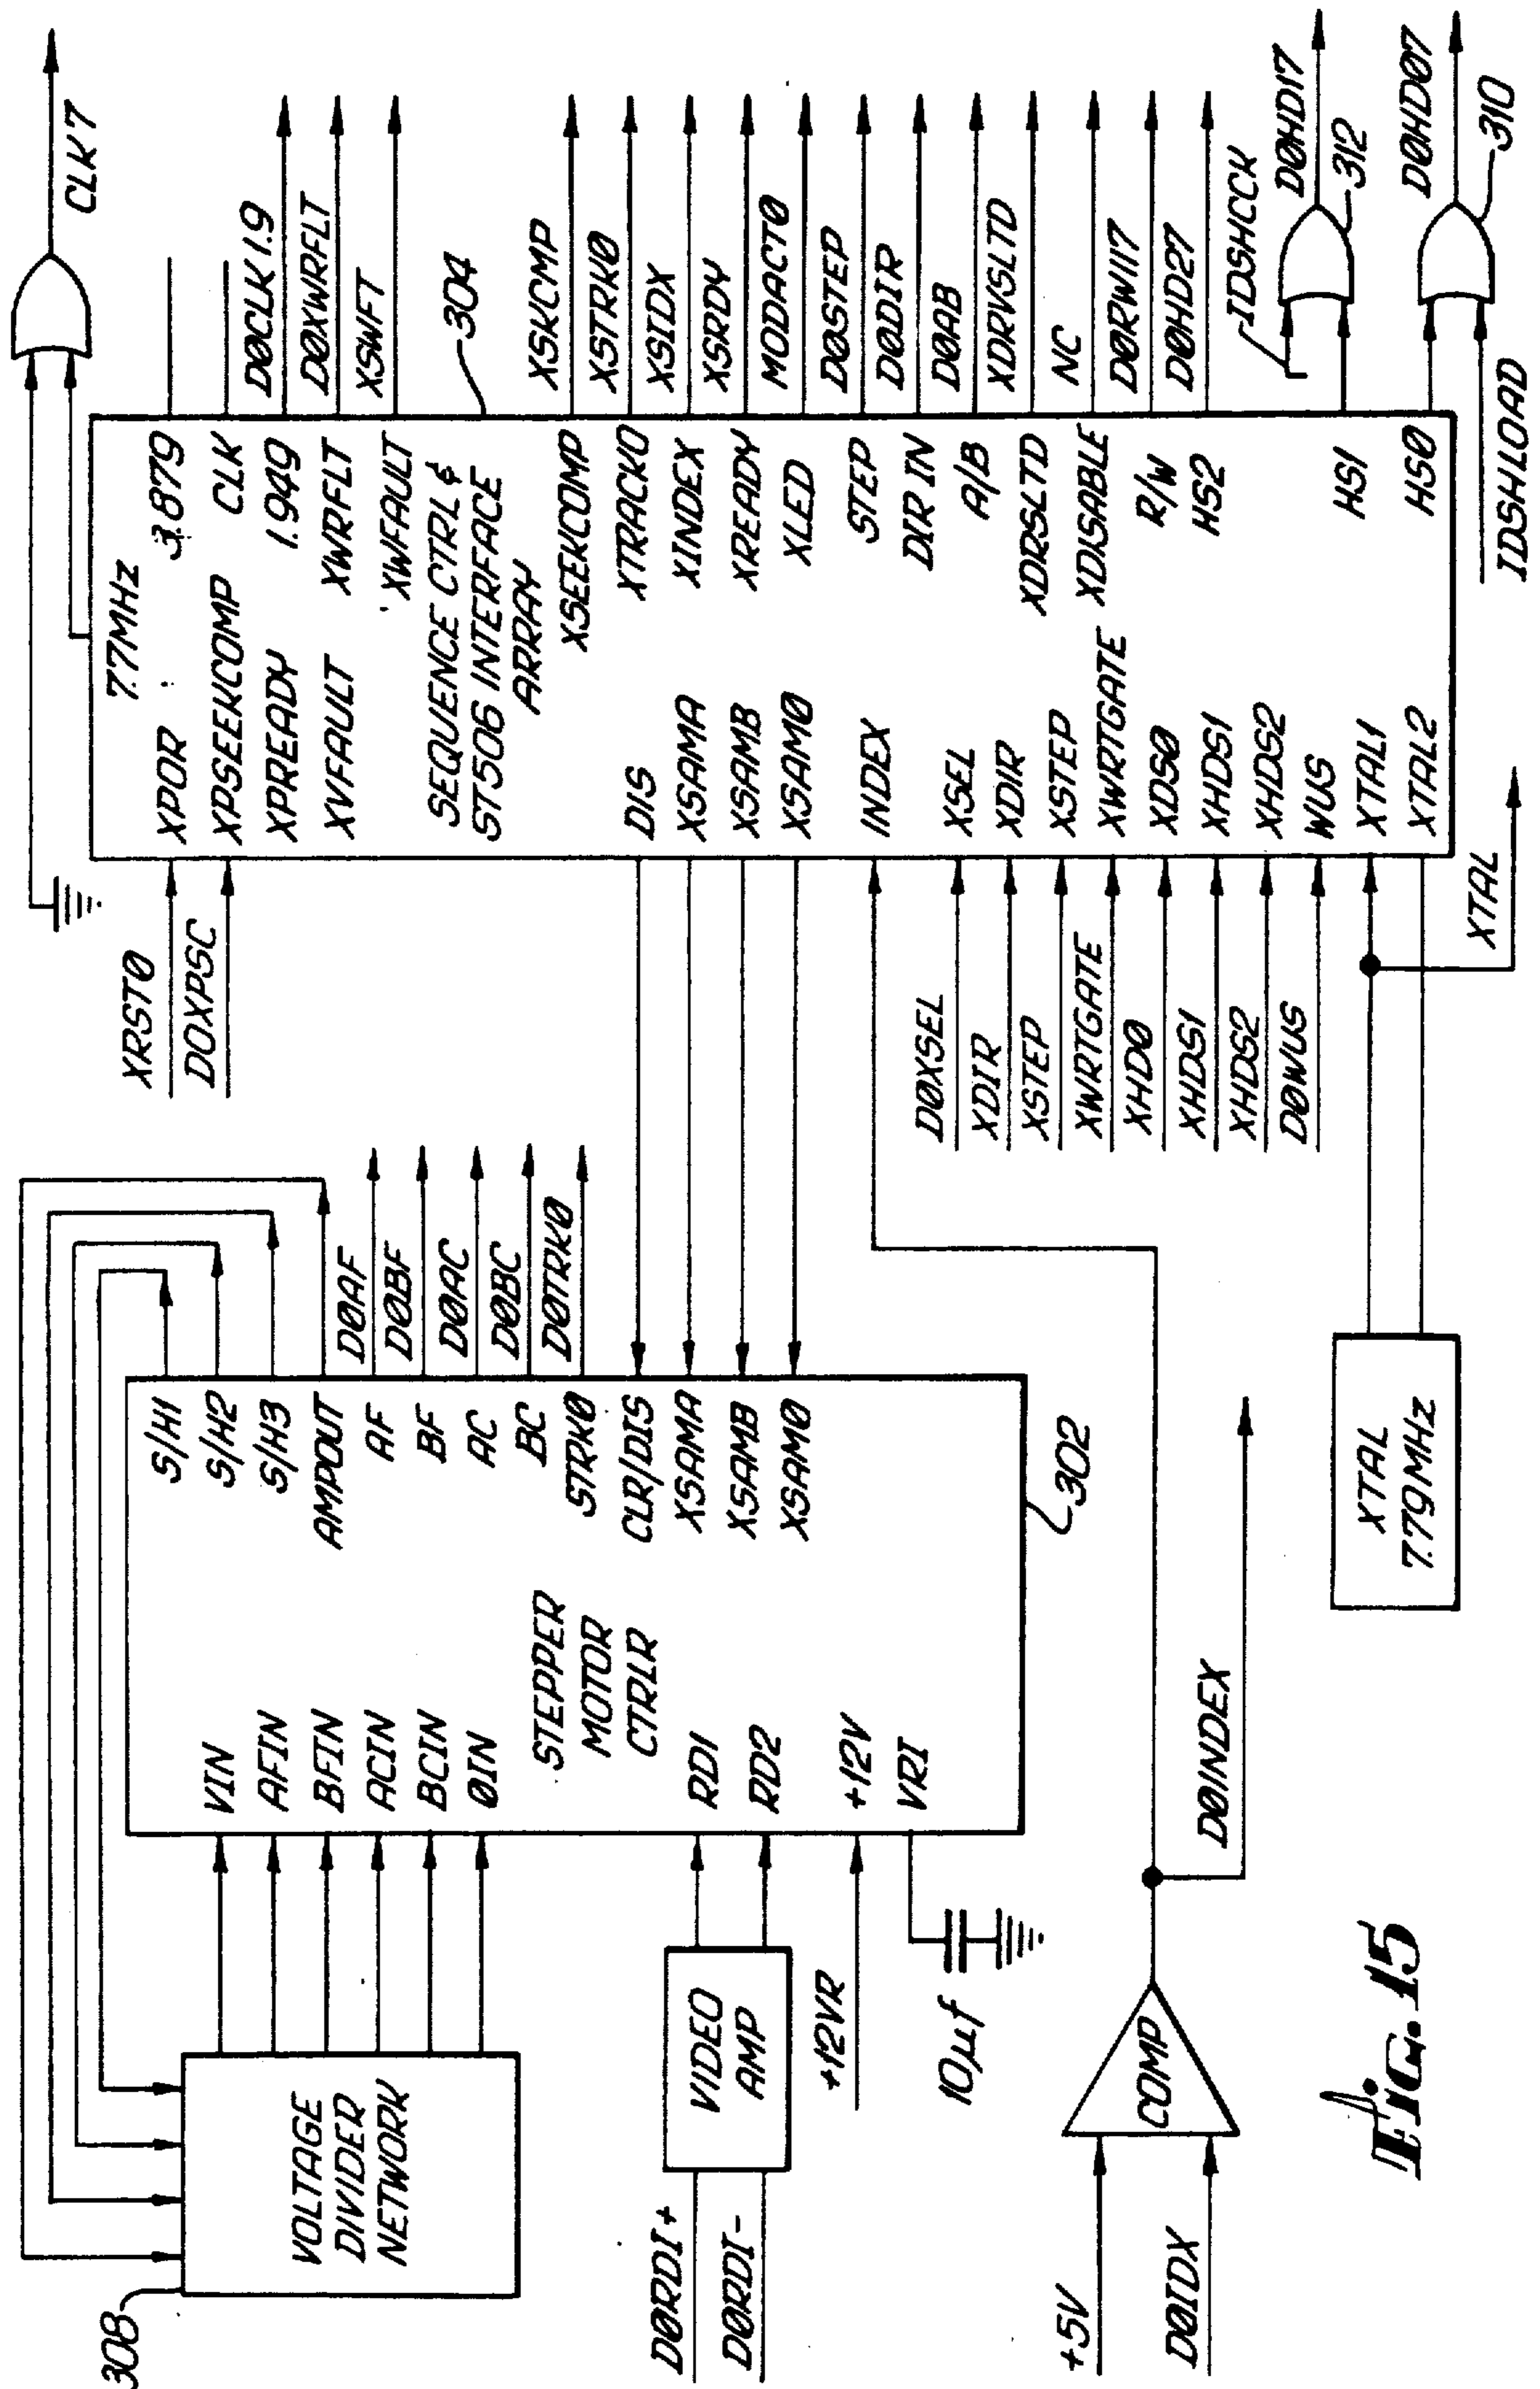 308
VOLTAGE
DIVIDER
NETWORK
VIN
AFIN
BFIN
ACIN
BCIN
0IN
STEPPER
MOTOR
CTRLR
RD1
RD2
+12V
VRI
S/H1
S/H2
S/H3
AMPOUT
AF
BF
AC
BC
STRK0
CLR/DIS
XSAMA
XSAMB
XSAM0
302
D0AF
D0BF
D0AC
D0BC
D0TRK0
D0RDI+
D0RDI-
VIDEO
AMP
+12VR
10µf
+5V
D0IDX
COMP
D0INDEX
XTAL
7.79MHz
XRST0
D0XPSC
D0XSEL
XDIR
XSTEP
XWRTGATE
XHD0
XHDS1
XHDS2
D0WUS
XTAL
7.7MHz
XPOR
XPSEEKCOMP
XPREADY
XVFAULT
SEQUENCE CTRL &
ST506 INTERFACE
ARRAY
DIS
XSAMA
XSAMB
XSAM0
INDEX
XSEL
XDIR
XSTEP
XWRTGATE
XDS0
XHDS1
XHDS2
WUS
XTAL1
XTAL2
3.879
CLK
1.949
XWRFLT
XWFAULT
XSEEKCOMP
XTRACK0
XINDEX
XREADY
XLED
STEP
DIR IN
A/B
XDRSLTD
XDISABLE
R/W
HS2
HS1
HS0
CLK7
D0CLK1.9
D0XWRFLT
XSWFT
304
XSKCMP
XSTRK0
XSIDX
XSRDY
MODACT0
D0STEP
D0DIR
D0AB
XDRVSLTD
NC
D0RW117
D0HD27
IDSHCCK
D0HD17
312
D0HD07
310
IDSHLOAD
Fig. 15